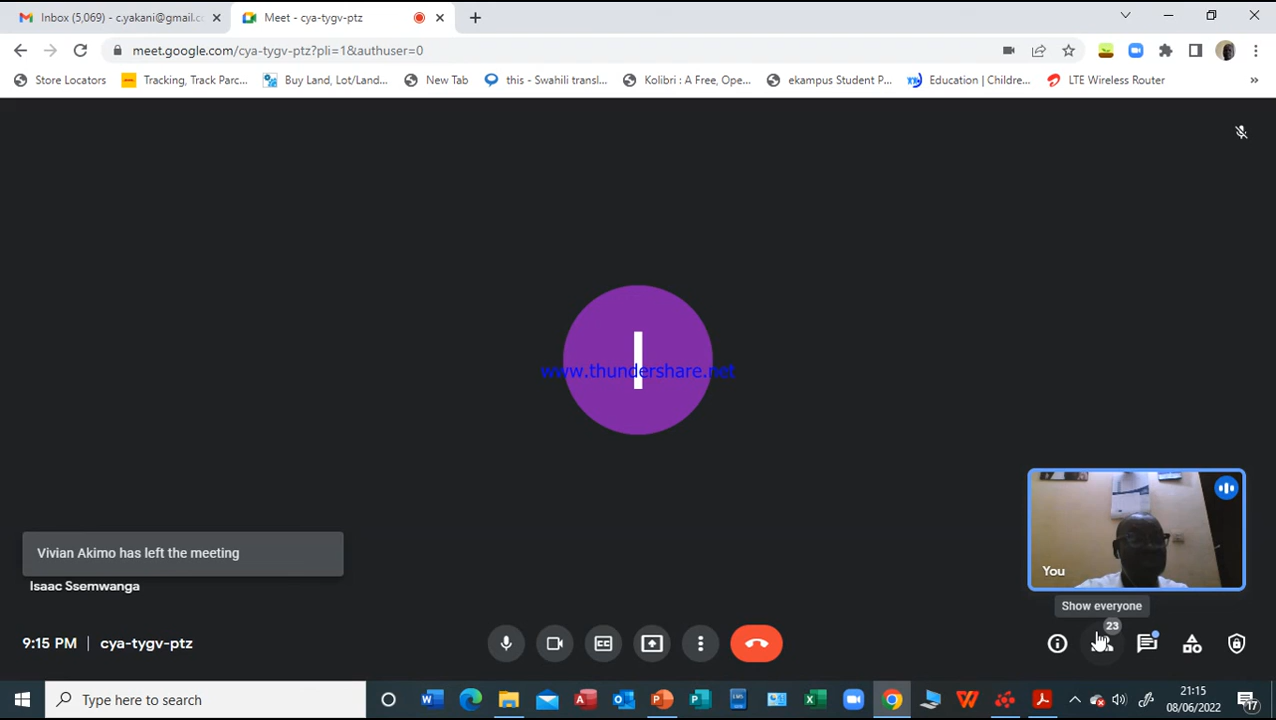 Inbox (5,069) - c.yakani@gmail.cc
Meet - cya-tygv-ptz
meet.google.com/cya-tygv-ptz?pli=1&authuser=0
Store Locators
Tracking, Track Parc...
Buy Land, Lot/Land...
New Tab
this - Swahili transl...
Kolibri : A Free, Ope...
ekampus Student P...
Education | Childre...
LTE Wireless Router
I
www.thundershare.net
You
Vivian Akimo has left the meeting
Isaac Ssemwanga
Show everyone
23
9:15 PM | cya-tygv-ptz
Type here to search
21:15
08/06/2022
17